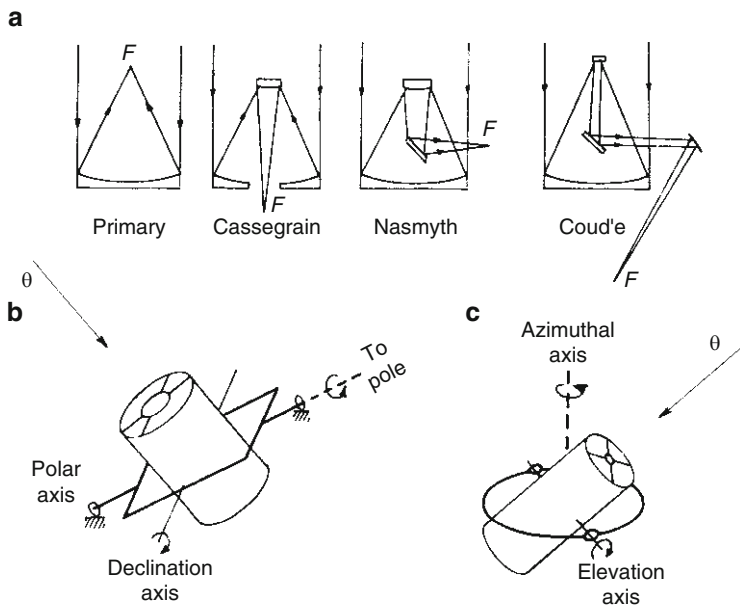 a
F
F
F
F
Primary
Cassegrain
Nasmyth
Coud'e
θ
b
To
pole
Polar
axis
Declination
axis
c
Azimuthal
axis
θ
Elevation
axis